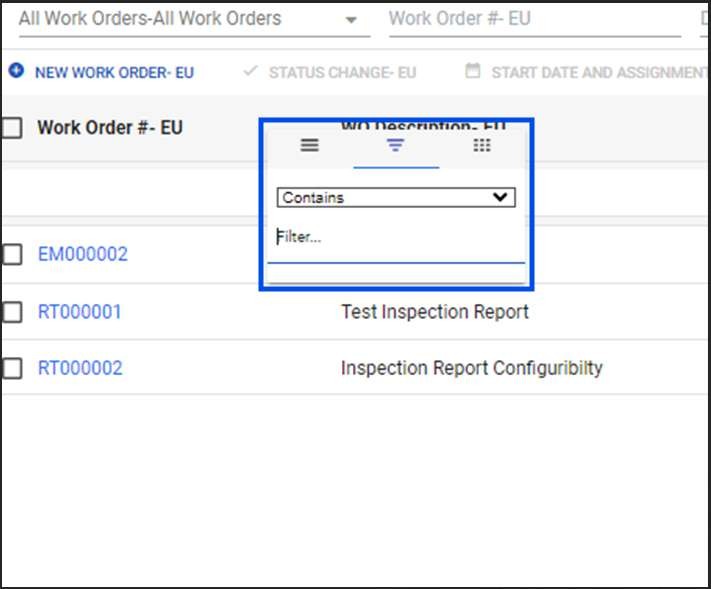 All Work Orders-All Work Orders
Work Order #- EU
NEW WORK ORDER- EU
STATUS CHANGE- EU
START DATE AND ASSIGNMENT
Work Order #- EU
WO Description- EU
Contains
Filter...
EM000002
RT000001
Test Inspection Report
RT000002
Inspection Report Configuribilty